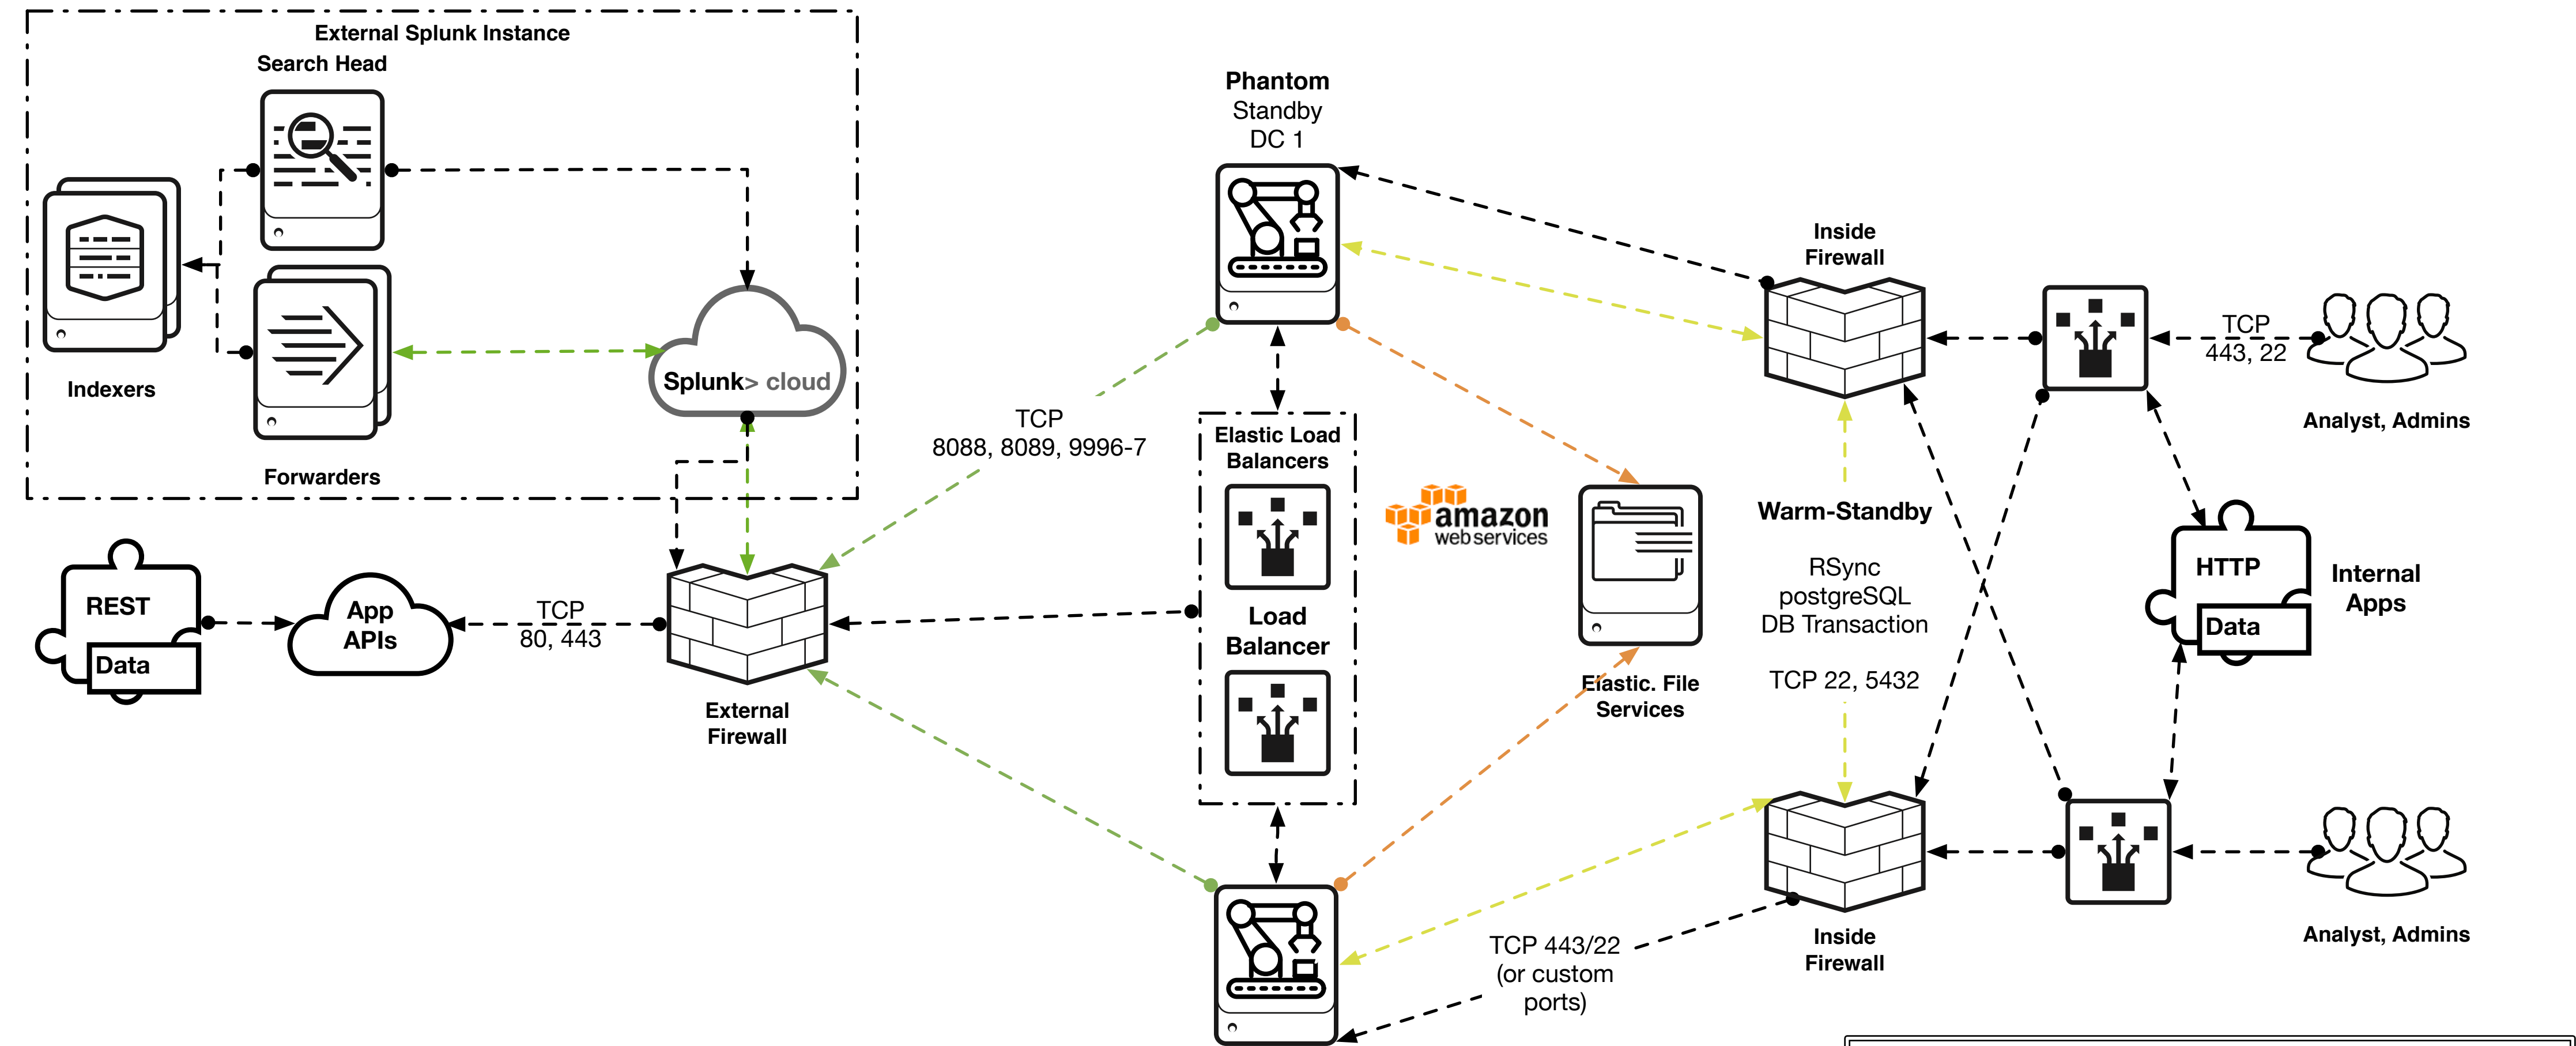 External Splunk Instance
Search Head
Indexers
Forwarders
Splunk> cloud
REST
Data
App
APIs
TCP
80, 443
External
Firewall
TCP
8088, 8089, 9996-7
Phantom
Standby
DC 1
Elastic Load
Balancers
Load
Balancer
amazon
webservices
Elastic. File
Services
Inside
Firewall
Warm-Standby
RSync
postgreSQL
DB Transaction
TCP 22, 5432
TCP
443, 22
Analyst, Admins
HTTP
Data
Internal
Apps
TCP 443/22
(or custom
ports)
Inside
Firewall
Analyst, Admins